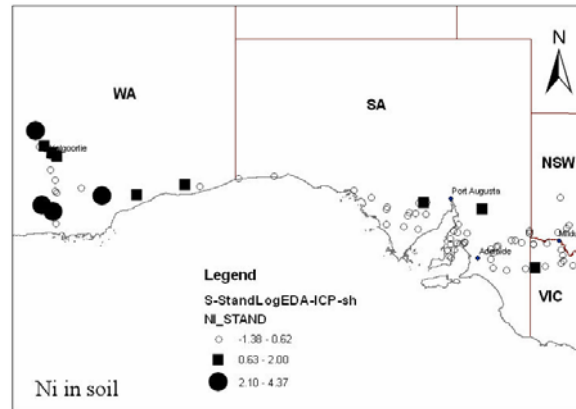 N
WA
SA
NSW
Port Augusta
Adelaide
VIC
Legend
S-StandLogEDA-ICP-sh
NI_STAND
-1.38 - 0.62
0.63 - 2.00
2.10 - 4.37
Ni in soil